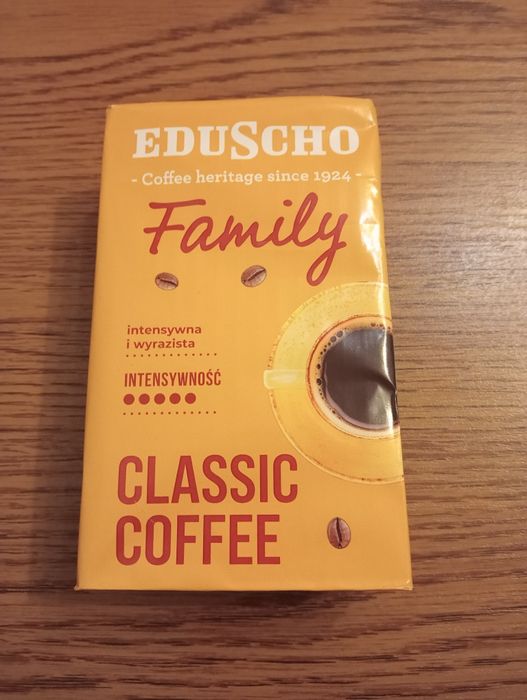 EDUSCHO
- Coffee heritage since 1924 -
Family
intensywna
i wyrazista
INTENSYWNOŚĆ
CLASSIC
COFFEE